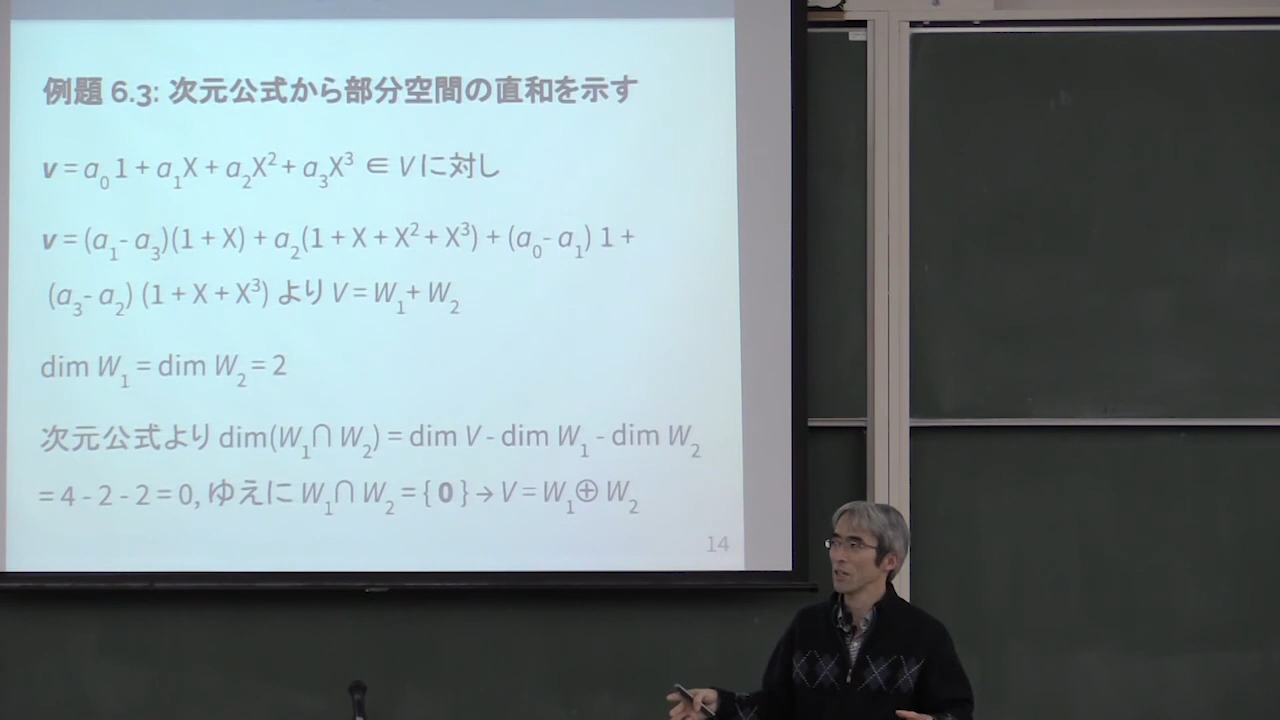 例題 6.3: 次元公式から部分空間の直和を示す
v = a₀ 1 + a₁X + a₂X² + a₃X³ ∈ V に対し
v = (a₁- a₃)(1 + X) + a₂(1 + X + X² + X³) + (a₀- a₁) 1 +
(a₃- a₂) (1 + X + X³) より V = W₁+ W₂
dim W₁ = dim W₂ = 2
次元公式より dim(W₁∩ W₂) = dim V - dim W₁ - dim W₂
= 4 - 2 - 2 = 0, ゆえに W₁∩ W₂ = { 0 } → V = W₁⊕ W₂
14